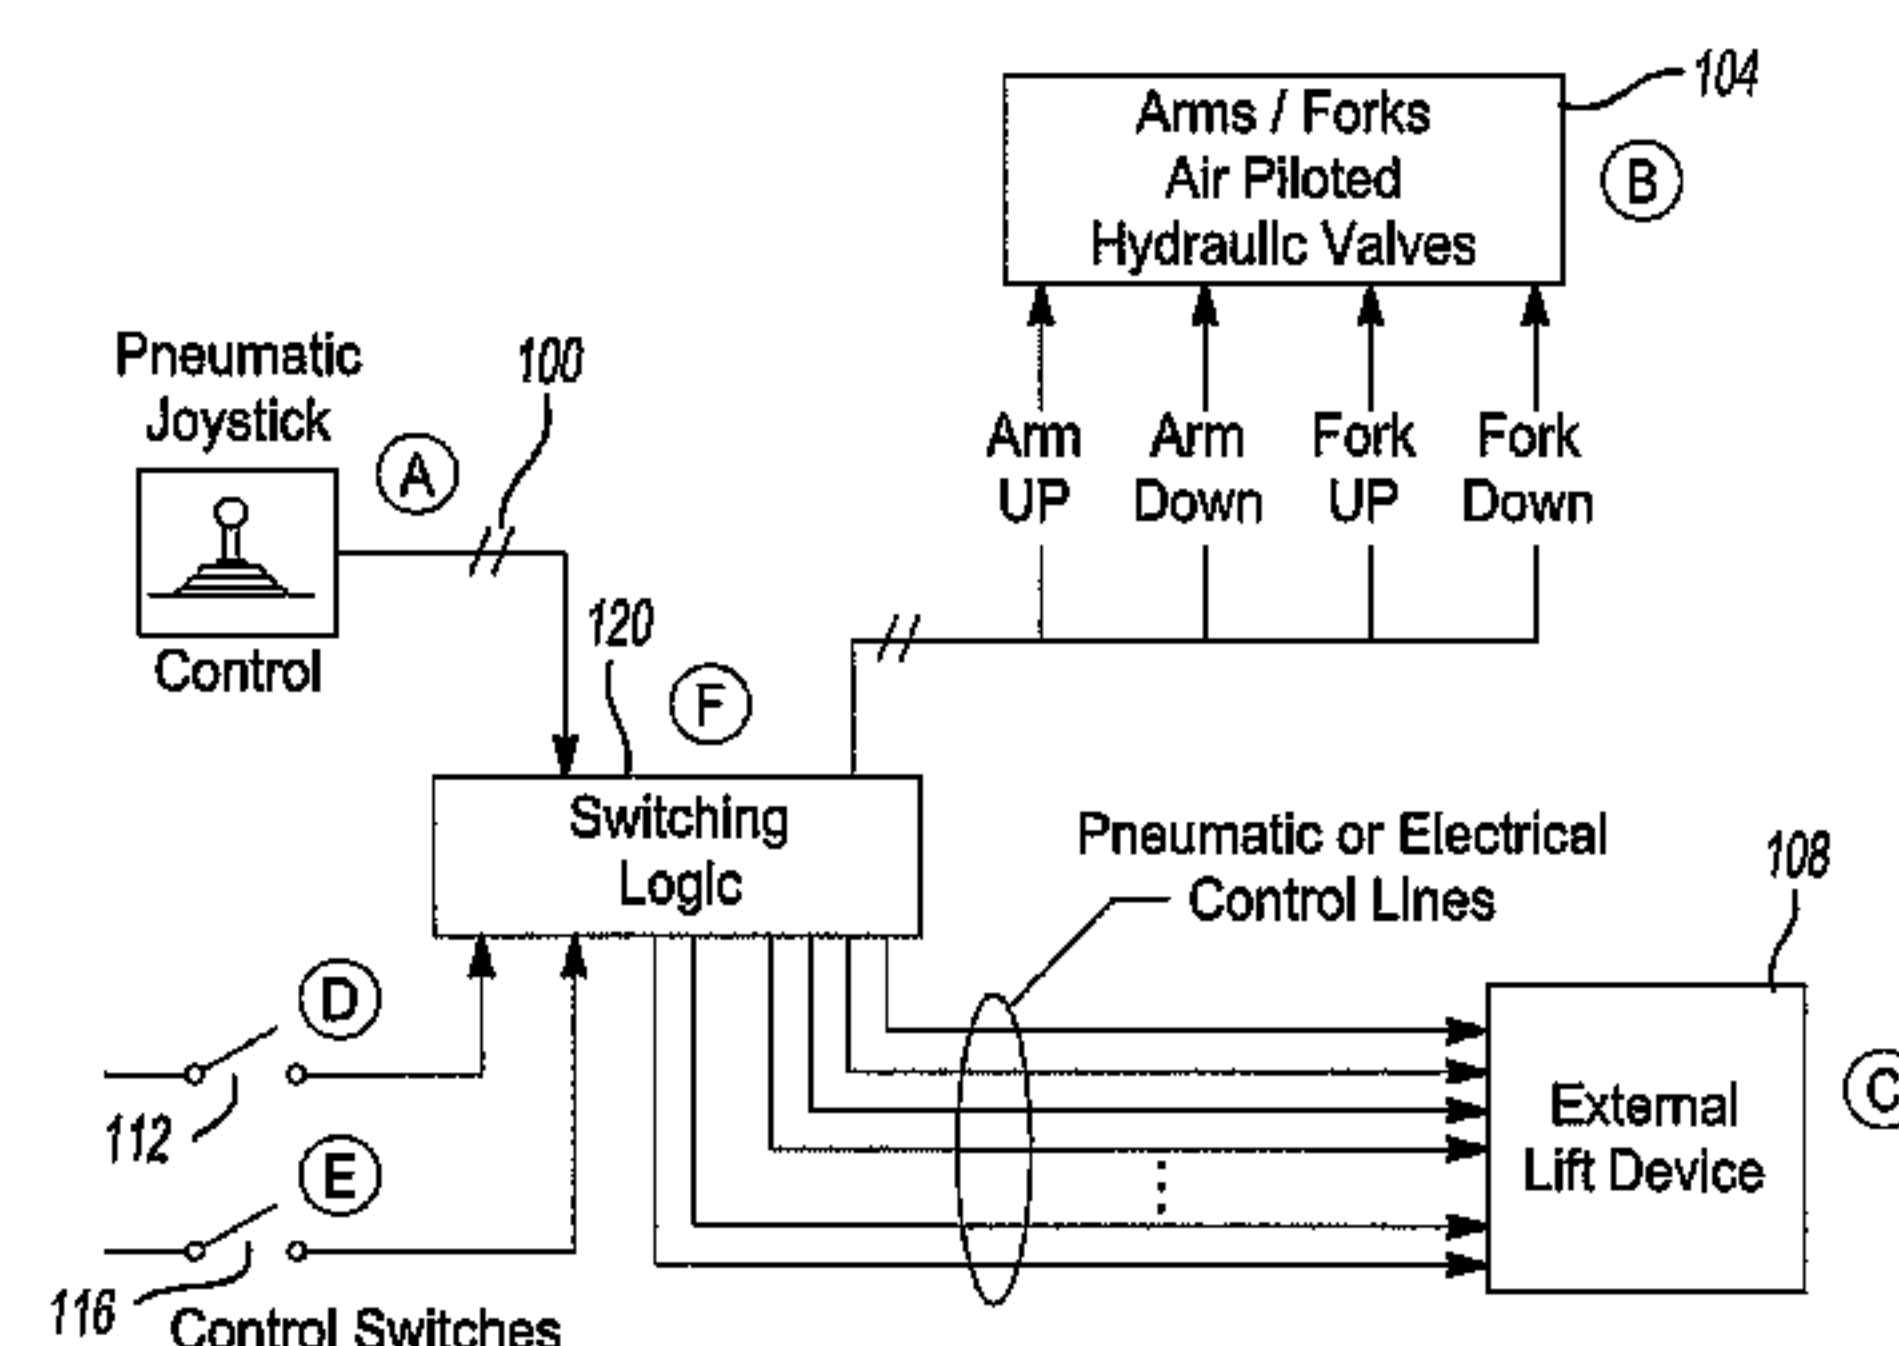 104
Arms / Forks
Air Piloted
Hydraulic Valves
B
Pneumatic
Joystick
100
A
Arm
UP
Arm
Down
Fork
UP
Fork
Down
Control
120
F
Switching
Logic
Pneumatic or Electrical
Control Lines
108
D
112
External
Lift Device
C
E
116
Control Switches